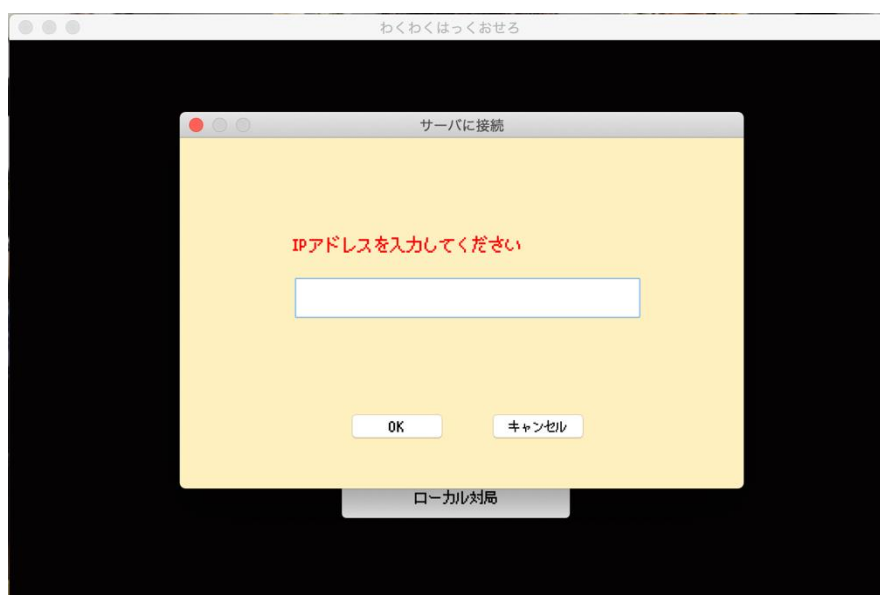 わくわくはっくおせろ
サーバに接続
IPアドレスを入力してください
OK
キャンセル
ローカル対局